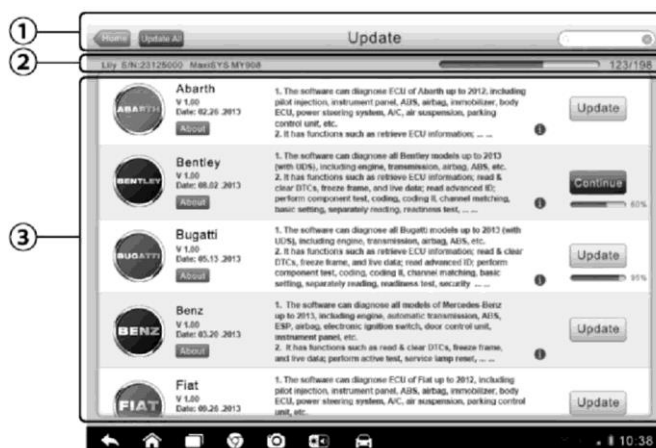 ①
Home Update All Update
②
Lily S/N:23125000 MaxiSYS MY908 123/198
③
ABARTH
Abarth
V 1.00
Date: 02.26 .2013
About
1. The software can diagnose ECU of Abarth up to 2012, including
pilot injection, instrument panel, ABS, airbag, immobilizer, body
ECU, power steering system, A/C, air suspension, parking
control unit, etc.
2. It has functions such as retrieve ECU information; ... ...
Update
BENTLEY
Bentley
V 1.00
Date: 08.02 .2013
About
1. The software can diagnose all Bentley models up to 2013
(with UDS), including engine, transmission, airbag, ABS, etc.
2. It has functions such as retrieve ECU information; read &
clear DTCs, freeze frame, and live data; read advanced ID;
perform component test, coding, coding II, channel matching,
basic setting, separately reading, readiness test, ... ...
Continue
60%
BUGATTI
Bugatti
V 1.00
Date: 05.15 .2013
About
1. The software can diagnose all Bugatti models up to 2013 (with
UDS), including engine, transmission, airbag, ABS, etc.
2. It has functions such as retrieve ECU information; read & clear
DTCs, freeze frame, and live data; read advanced ID; perform
component test, coding, coding II, channel matching, basic
setting, separately reading, readiness test, security ... ...
Update
95%
BENZ
Benz
V 1.00
Date: 03.20 .2013
About
1. The software can diagnose all models of Mercedes-Benz
up to 2013, including engine, automatic transmission, ABS,
ESP, airbag, electronic ignition switch, door control unit,
instrument panel, etc.
2. It has functions such as read & clear DTCs, freeze frame,
and live data; perform active test, service lamp reset, ... ...
Update
FIAT
Fiat
V 1.00
Date: 09.26 .2013
1. The software can diagnose ECU of Fiat up to 2012, including
pilot injection, instrument panel, ABS, airbag, immobilizer, body
ECU, power steering system, A/C, air suspension, parking control
unit, etc.
Update
10:38